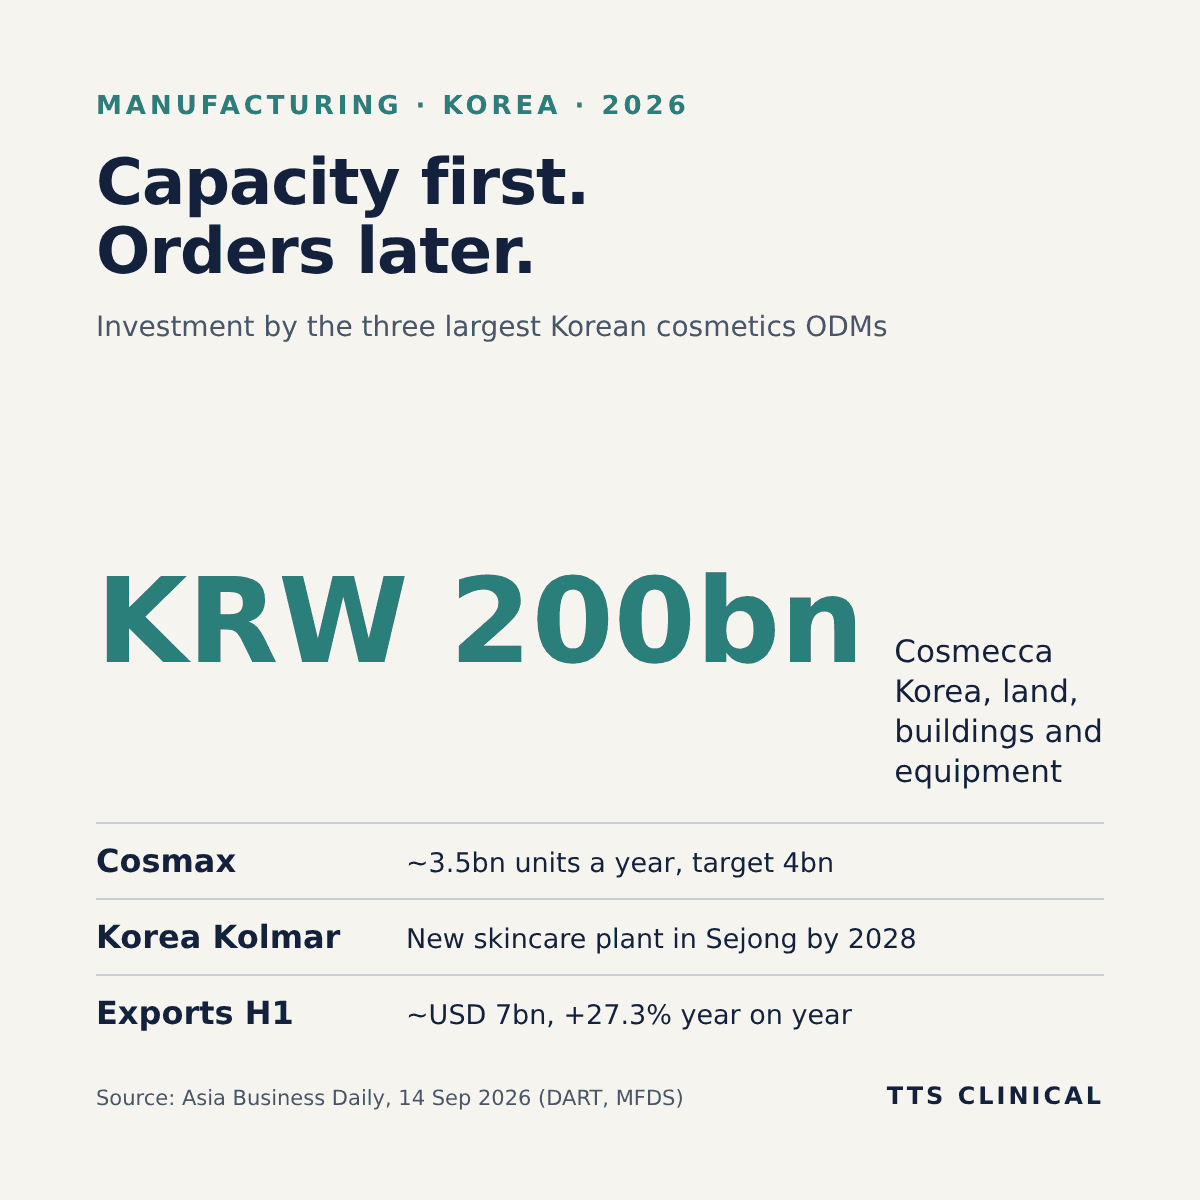 MANUFACTURING · KOREA · 2026
Capacity first.
Orders later.
Investment by the three largest Korean cosmetics ODMs
KRW 200bn
Cosmecca
Korea, land,
buildings and
equipment
Cosmax ~3.5bn units a year, target 4bn
Korea Kolmar New skincare plant in Sejong by 2028
Exports H1 ~USD 7bn, +27.3% year on year
Source: Asia Business Daily, 14 Sep 2026 (DART, MFDS) TTS CLINICAL